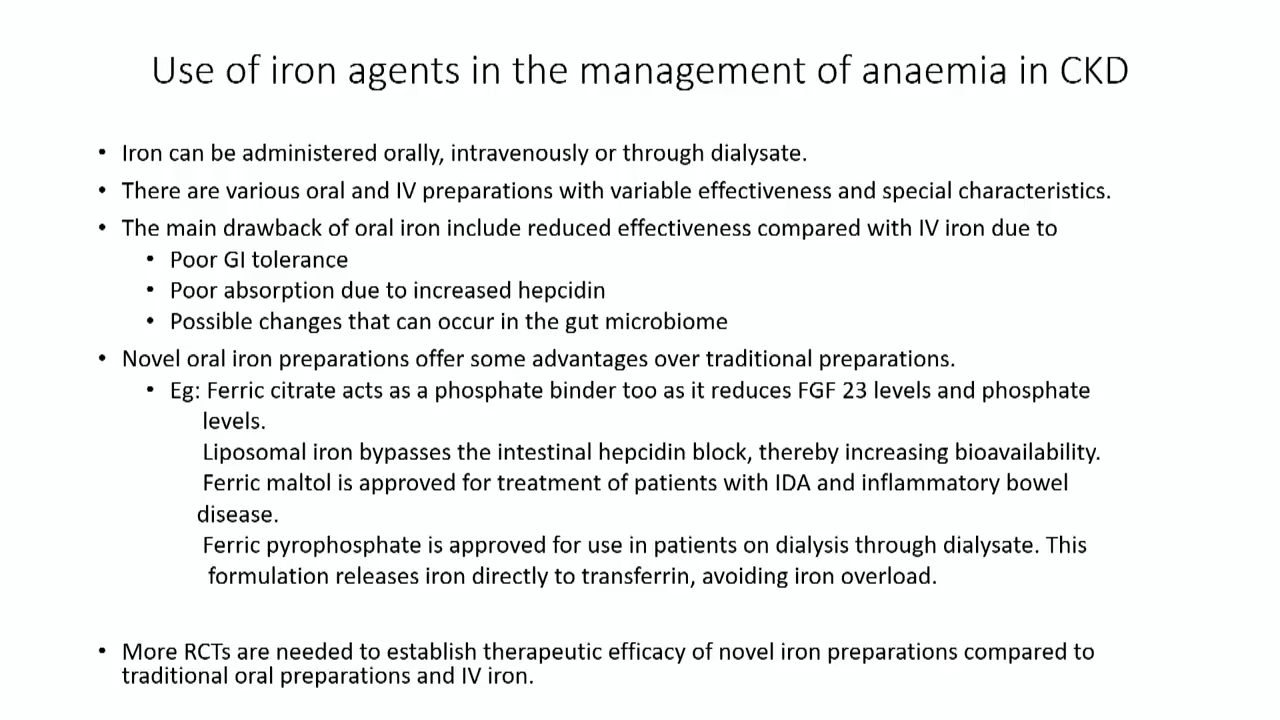 Use of iron agents in the management of anaemia in CKD
• Iron can be administered orally, intravenously or through dialysate.
• There are various oral and IV preparations with variable effectiveness and special characteristics.
• The main drawback of oral iron include reduced effectiveness compared with IV iron due to
• Poor GI tolerance
• Poor absorption due to increased hepcidin
• Possible changes that can occur in the gut microbiome
• Novel oral iron preparations offer some advantages over traditional preparations.
• Eg: Ferric citrate acts as a phosphate binder too as it reduces FGF 23 levels and phosphate
levels.
Liposomal iron bypasses the intestinal hepcidin block, thereby increasing bioavailability.
Ferric maltol is approved for treatment of patients with IDA and inflammatory bowel
disease.
Ferric pyrophosphate is approved for use in patients on dialysis through dialysate. This
formulation releases iron directly to transferrin, avoiding iron overload.
• More RCTs are needed to establish therapeutic efficacy of novel iron preparations compared to
traditional oral preparations and IV iron.